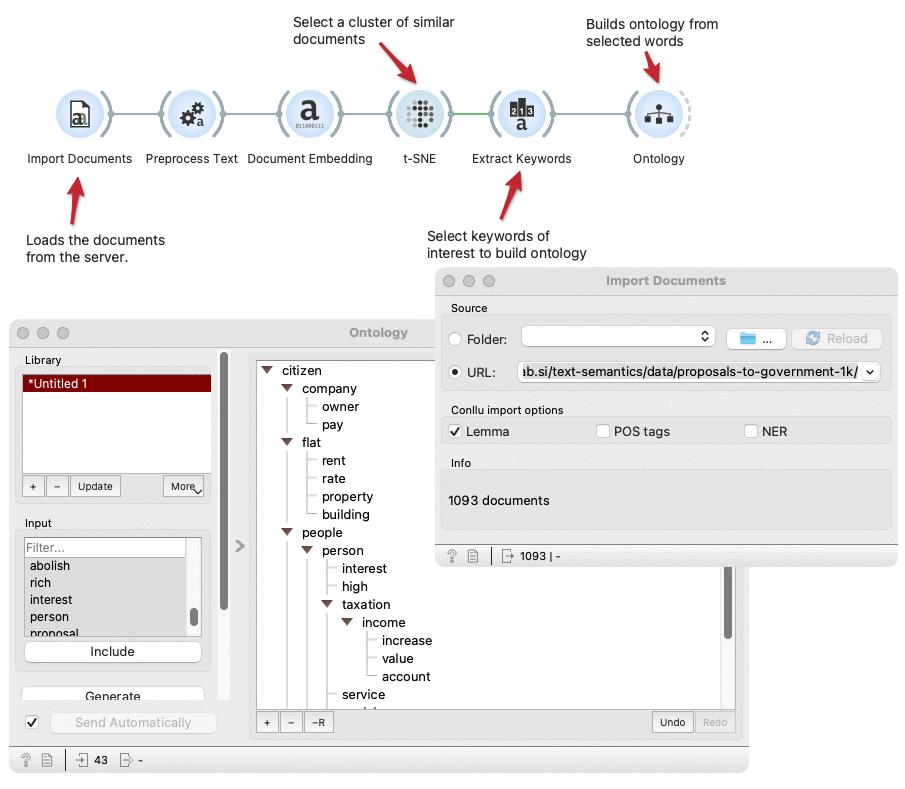 Select a cluster of similar
documents
Builds ontology from
selected words
Import Documents
Preprocess Text
Document Embedding
t-SNE
Extract Keywords
Ontology
Loads the documents
from the server.
Select keywords of
interest to build ontology
Import Documents
Source
Folder:
...
Reload
URL:
ab.si/text-semantics/data/proposals-to-government-1k/
Conllu import options
Lemma
POS tags
NER
Info
1093 documents
1093 | -
Ontology
Library
*Untitled 1
+
−
Update
More
Input
Filter...
abolish
rich
interest
person
proposal
Include
Generate
Send Automatically
43
-
citizen
company
owner
pay
flat
rent
rate
property
building
people
person
interest
high
taxation
income
increase
value
account
service
+
−
−R
Undo
Redo